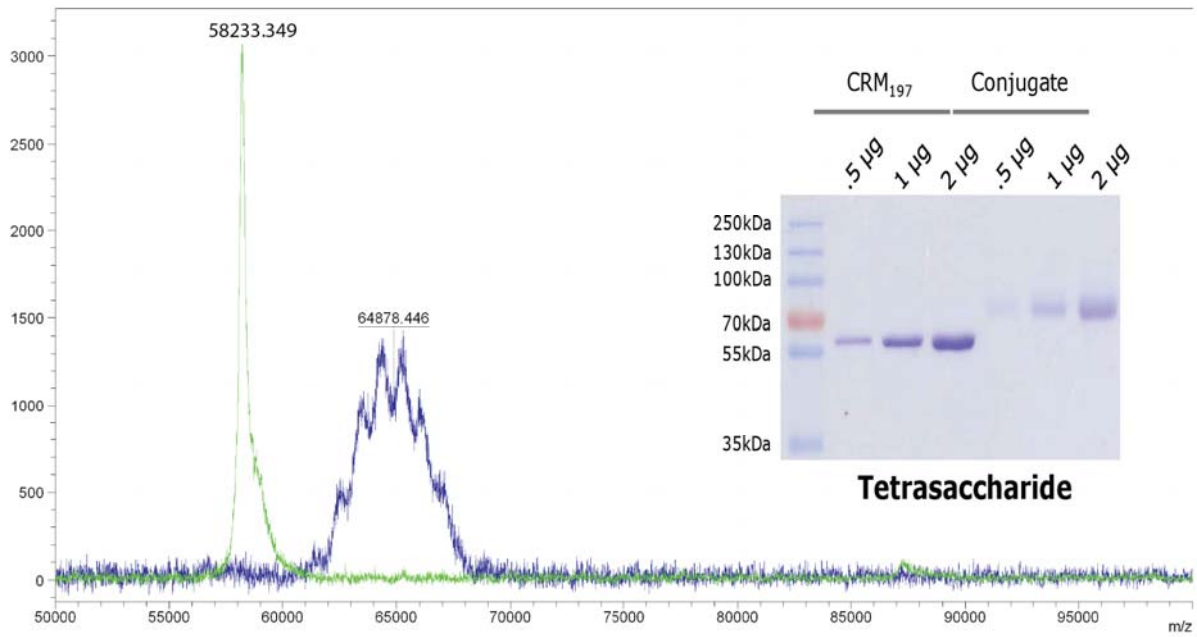 58233.349
3000
2500
2000
1500
1000
500
0
64878.446
CRM₁₉₇ Conjugate
.5 µg 1 µg 2 µg .5 µg 1 µg 2 µg
250kDa
130kDa
100kDa
70kDa
55kDa
35kDa
Tetrasaccharide
50000 55000 60000 65000 70000 75000 80000 85000 90000 95000
m/z